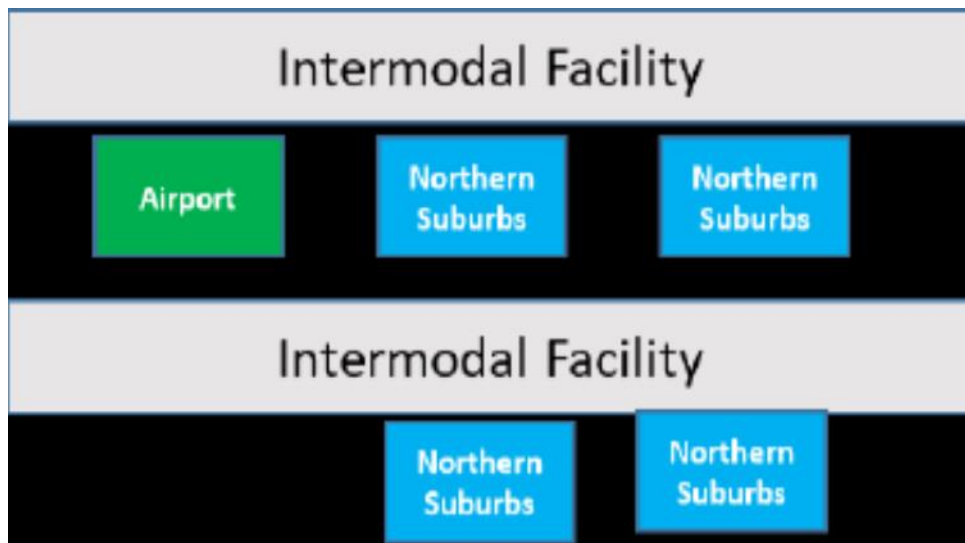 Intermodal Facility
Airport
Northern
Suburbs
Northern
Suburbs
Intermodal Facility
Northern
Suburbs
Northern
Suburbs